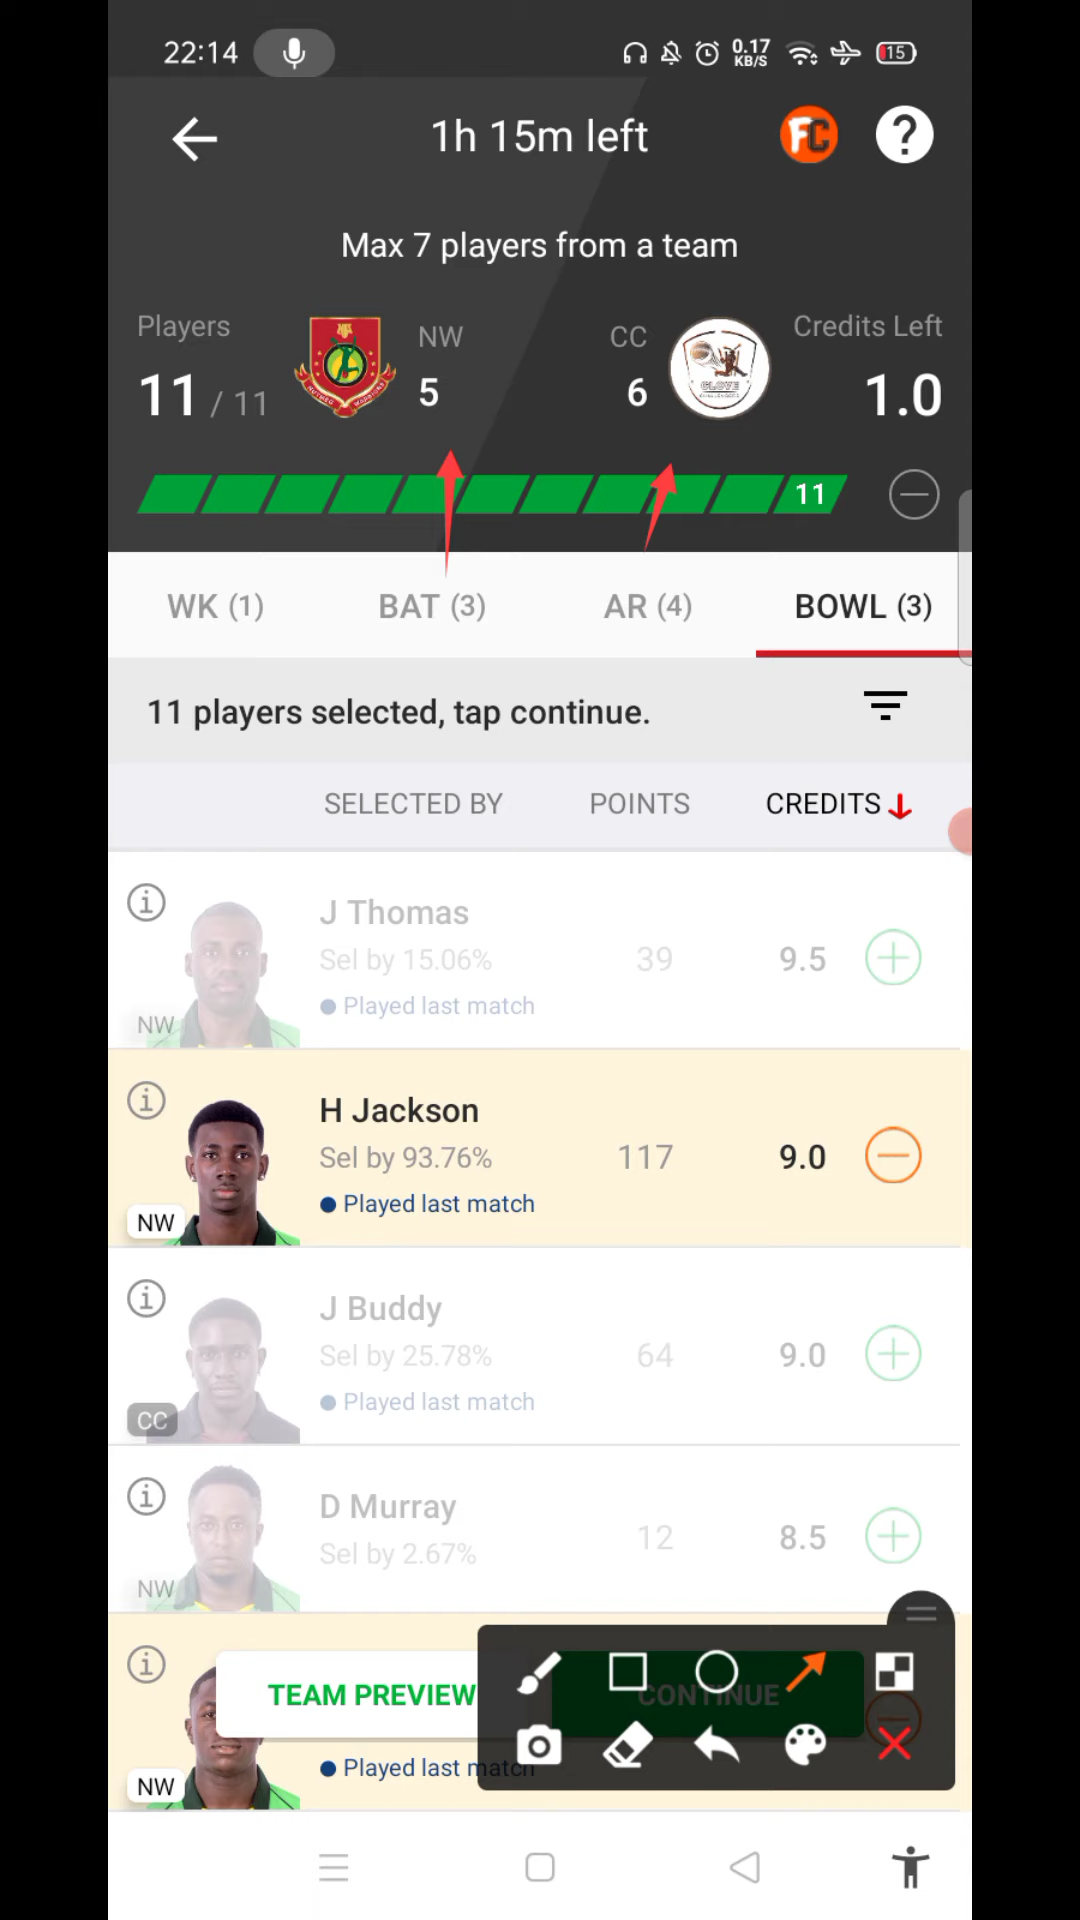 22:14
0.17
KB/S
15
1h 15m left
FC
?
Max 7 players from a team
Players
NW
CC
Credits Left
11 / 11
5
6
1.0
CLOVE
11
WK (1)
BAT (3)
AR (4)
BOWL (3)
11 players selected, tap continue.
SELECTED BY
POINTS
CREDITS
J Thomas
Sel by 15.06%
39
9.5
Played last match
NW
H Jackson
Sel by 93.76%
117
9.0
Played last match
NW
J Buddy
Sel by 25.78%
64
9.0
Played last match
CC
D Murray
Sel by 2.67%
12
8.5
NW
TEAM PREVIEW
CONTINUE
Played last match
NW